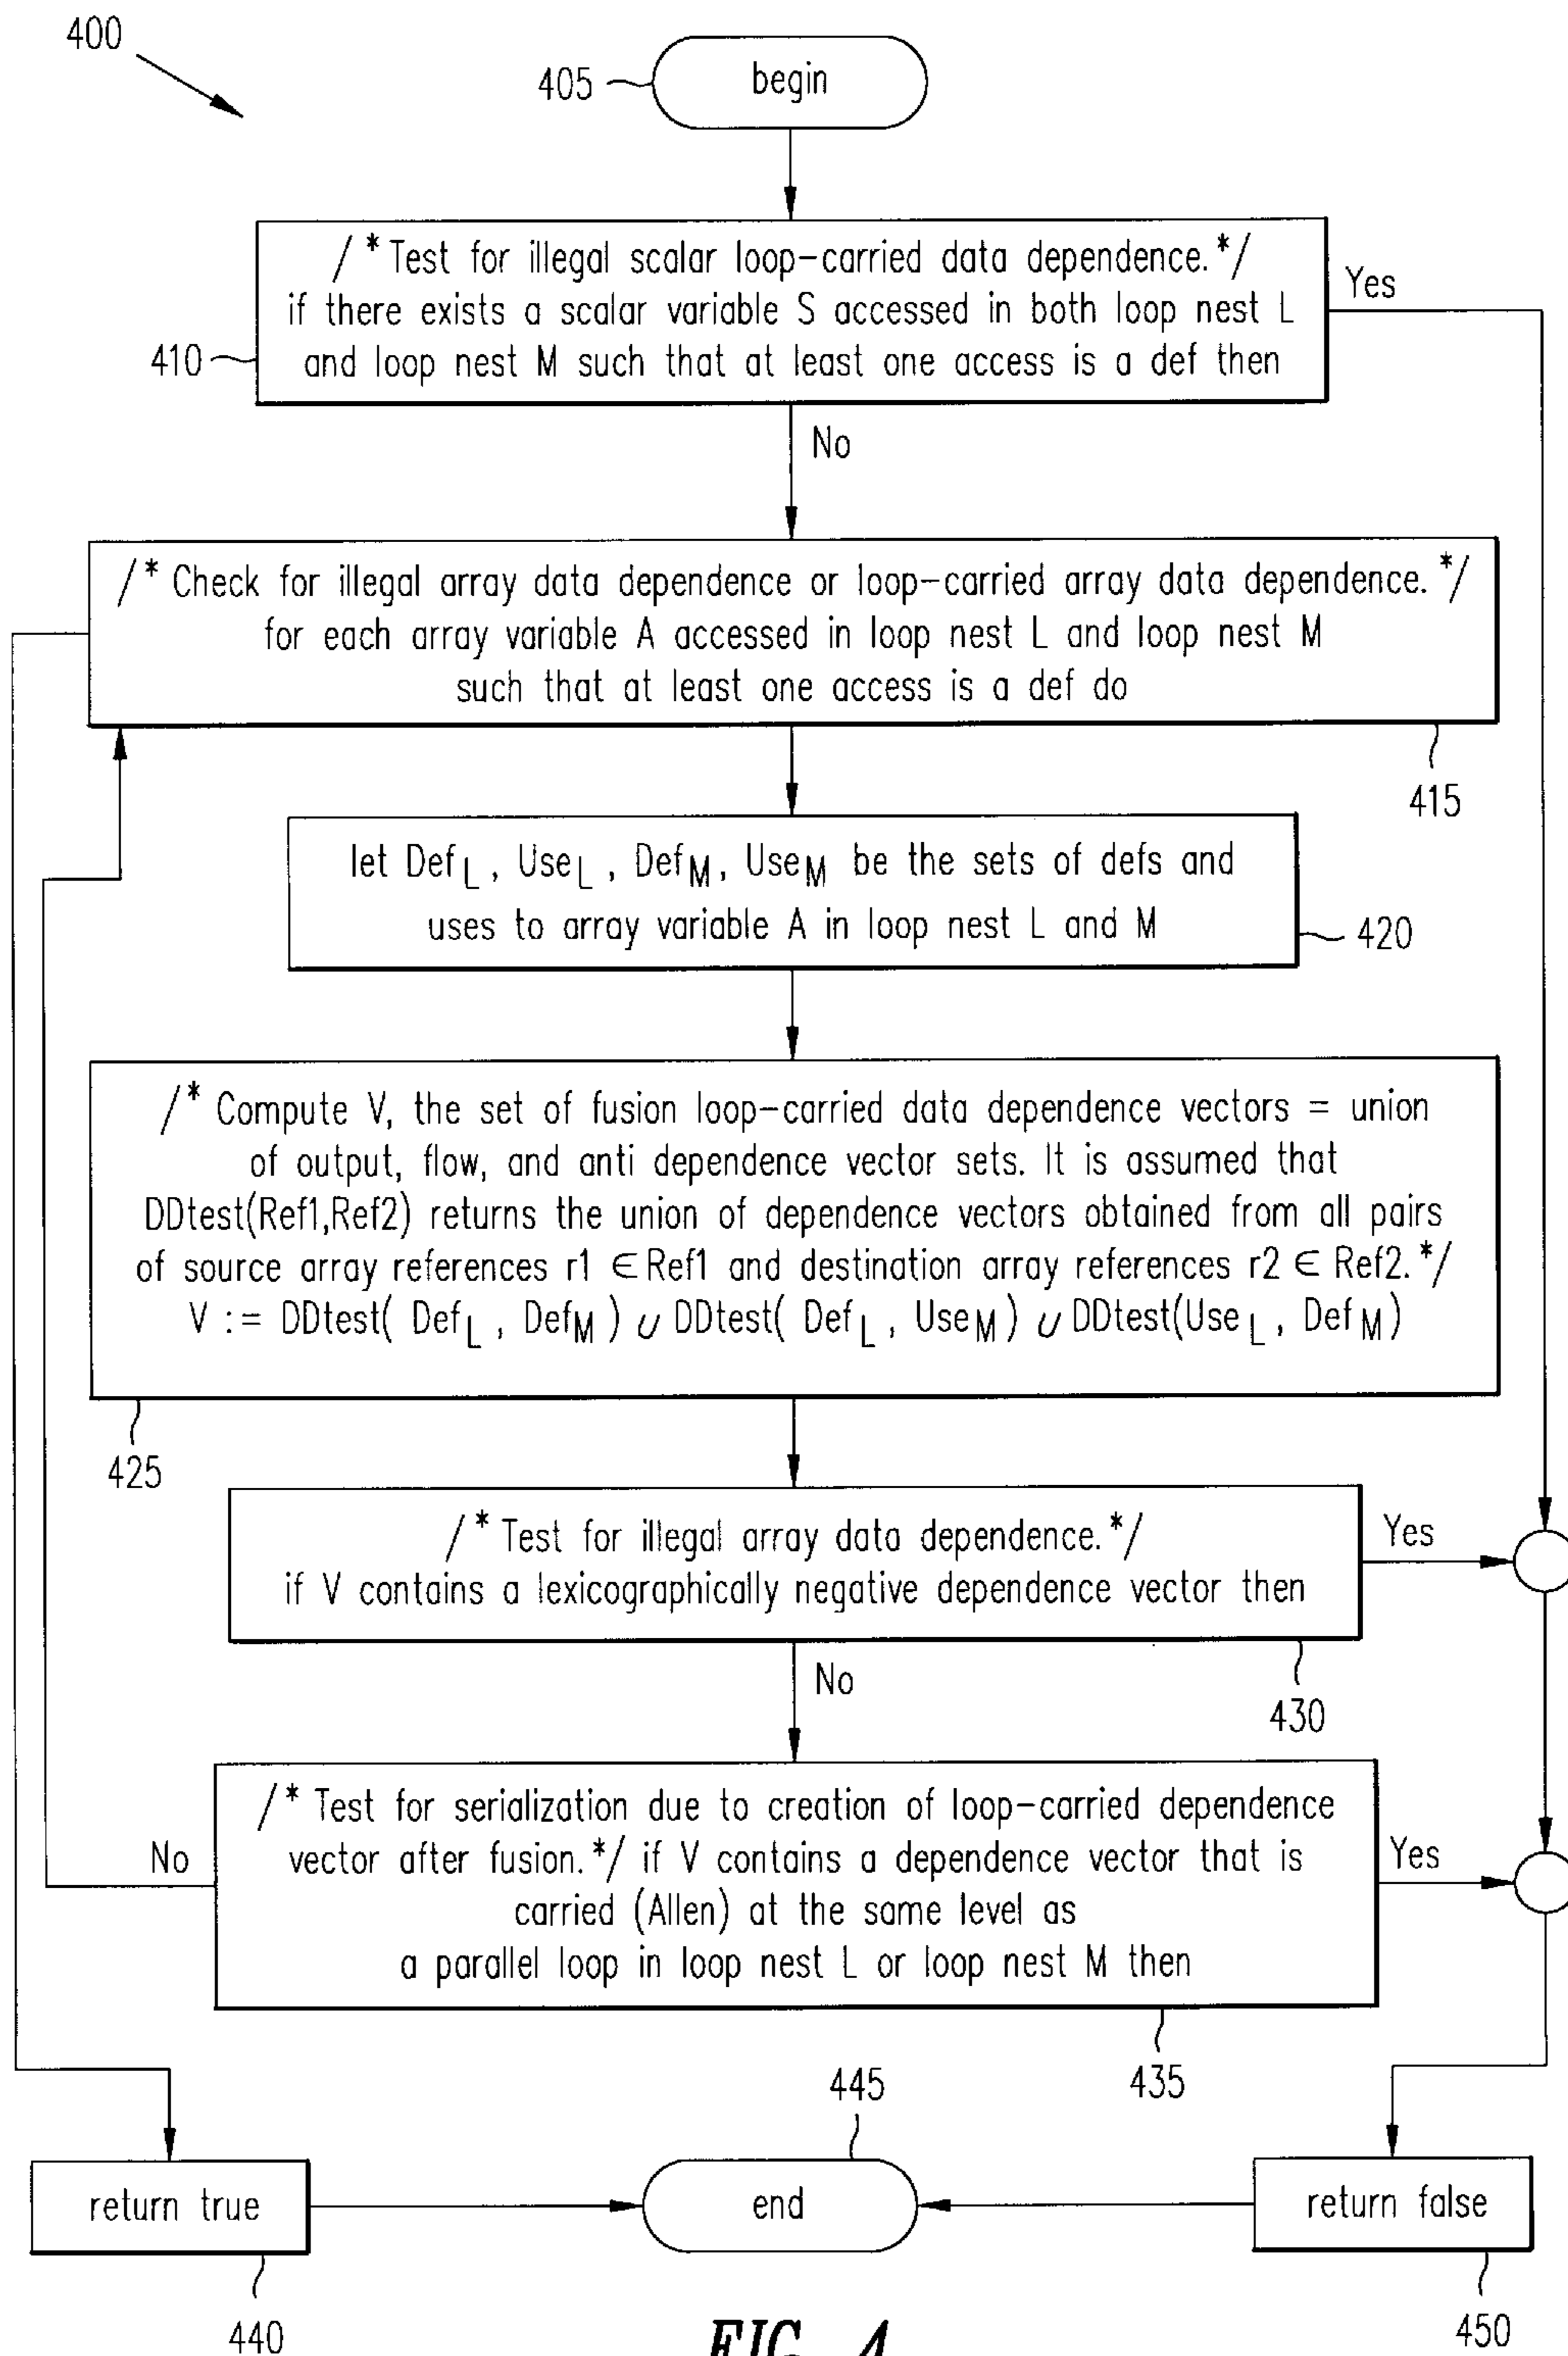 400
405
begin
/* Test for illegal scalar loop-carried data dependence.*/
if there exists a scalar variable S accessed in both loop nest L
and loop nest M such that at least one access is a def then
410
Yes
No
/* Check for illegal array data dependence or loop-carried array data dependence.*/
for each array variable A accessed in loop nest L and loop nest M
such that at least one access is a def do
415
let DefL, UseL, DefM, UseM be the sets of defs and
uses to array variable A in loop nest L and M
420
/* Compute V, the set of fusion loop-carried data dependence vectors = union
of output, flow, and anti dependence vector sets. It is assumed that
DDtest(Ref1,Ref2) returns the union of dependence vectors obtained from all pairs
of source array references r1 ∈ Ref1 and destination array references r2 ∈ Ref2.*/
V := DDtest( DefL , DefM ) ∪ DDtest( DefL , UseM ) ∪ DDtest(UseL, DefM)
425
/* Test for illegal array data dependence.*/
if V contains a lexicographically negative dependence vector then
Yes
No
430
/* Test for serialization due to creation of loop-carried dependence
vector after fusion.*/ if V contains a dependence vector that is
carried (Allen) at the same level as
a parallel loop in loop nest L or loop nest M then
No
Yes
435
445
return true
end
return false
440
450
FIG. 4